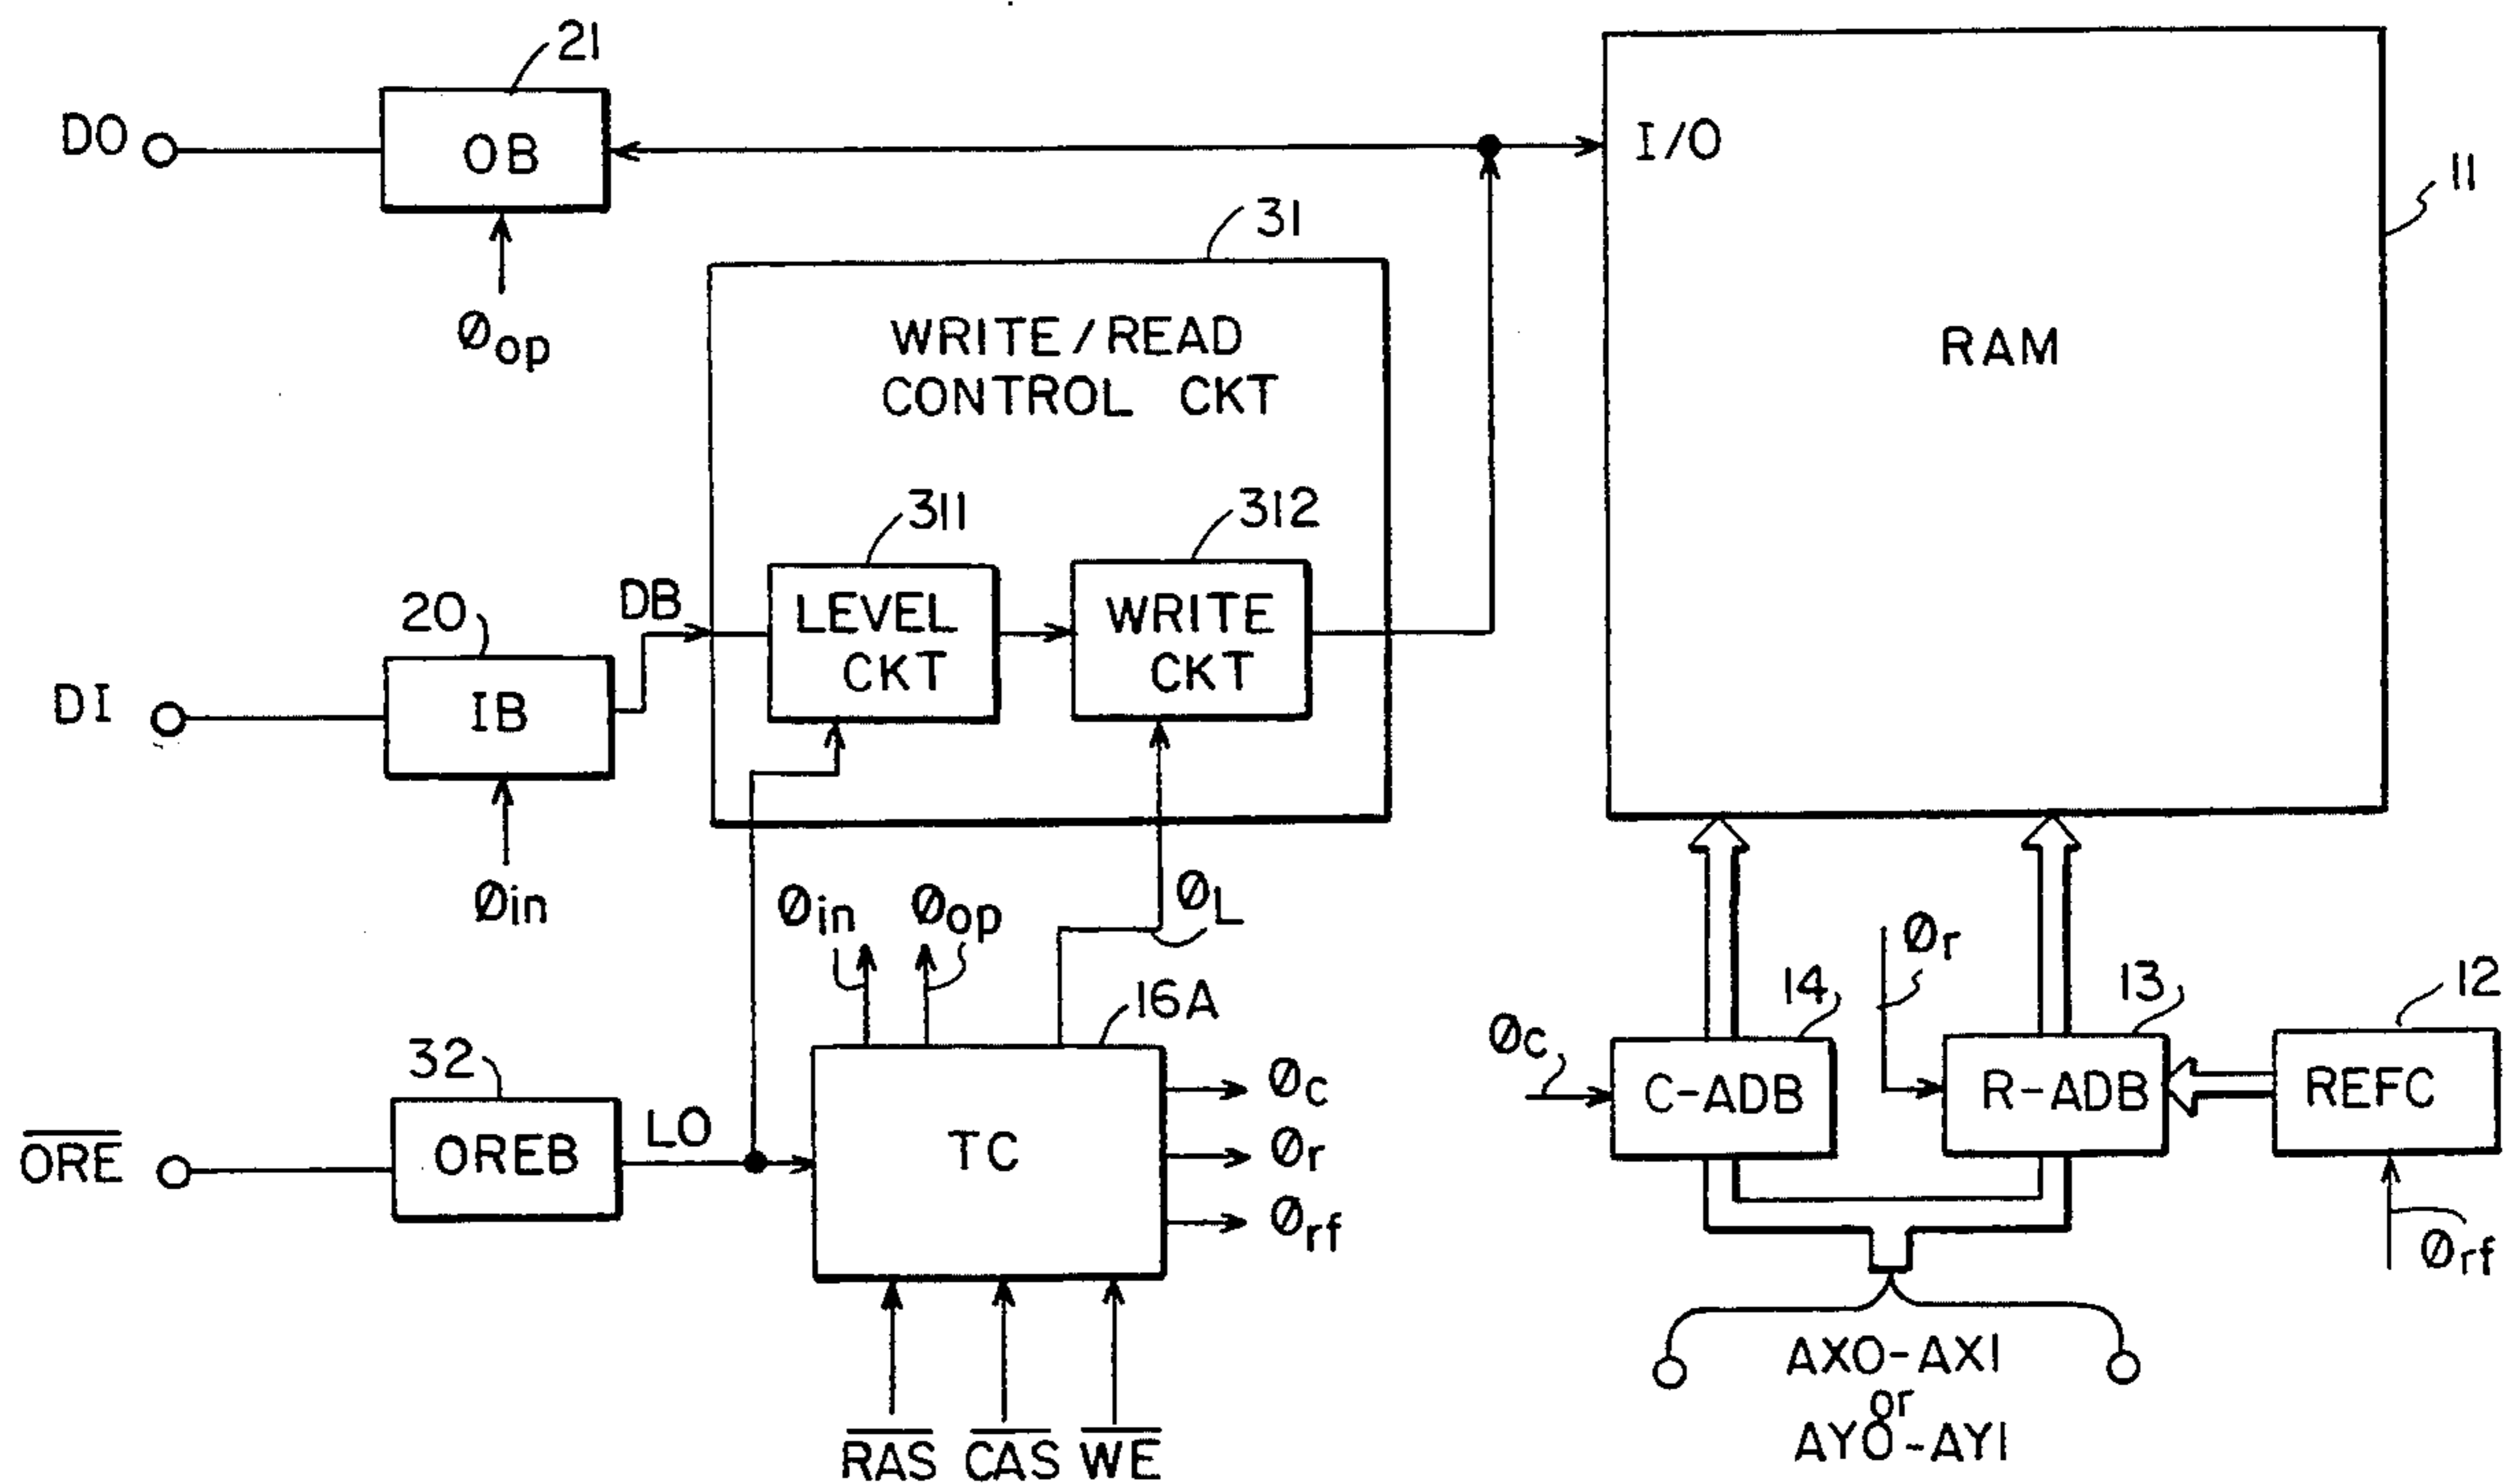 21
DO
OB
I/O
11
Øop
31
WRITE/READ
CONTROL CKT
RAM
311
312
20
DB
LEVEL
CKT
WRITE
CKT
DI
IB
Øin
Øin
Øop
ØL
Ør
16A
14
13
12
Øc
32
C-ADB
R-ADB
REFC
ORE
OREB
LO
TC
Øc
Ør
Ørf
Ørf
AX0-AXI
or
AY0-AYI
RAS CAS WE